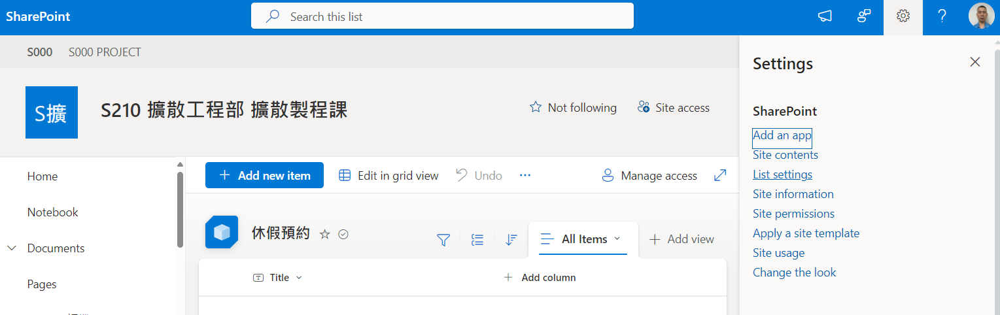 SharePoint
Search this list
S000 S000 PROJECT
S擴
S210 擴散工程部 擴散製程課
Not following
Site access
Home
Notebook
Documents
Pages
+ Add new item
Edit in grid view
Undo
...
Manage access
休假預約
All Items
+ Add view
Title
+ Add column
Settings
SharePoint
Add an app
Site contents
List settings
Site information
Site permissions
Apply a site template
Site usage
Change the look